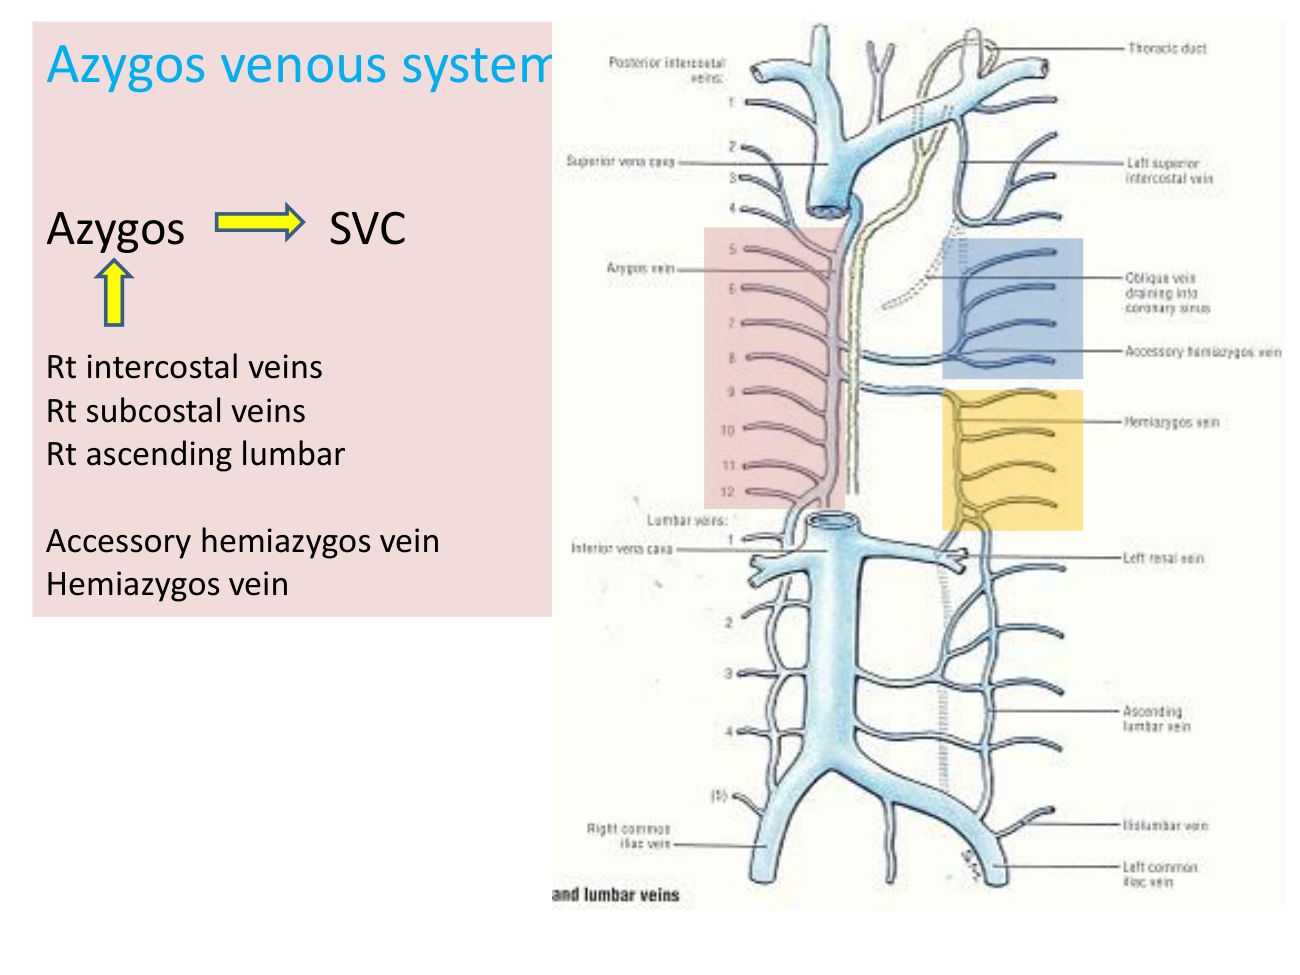 Azygos venous system
Azygos
SVC
Rt intercostal veins
Rt subcostal veins
Rt ascending lumbar
Accessory hemiazygos vein
Hemiazygos vein
Posterior intercostal
veins:
1
2
3
4
5
6
7
8
9
10
11
12
Superior vena cava
Azygos vein
Lumbar veins:
1
Inferior vena cava
2
3
4
(5)
Right common
iliac vein
and lumbar veins
Thoracic duct
Left superior
intercostal vein
Oblique vein
draining into
coronary sinus
Accessory hemiazygos vein
Hemiazygos vein
Left renal vein
Ascending
lumbar vein
Iliolumbar vein
Left common
iliac vein